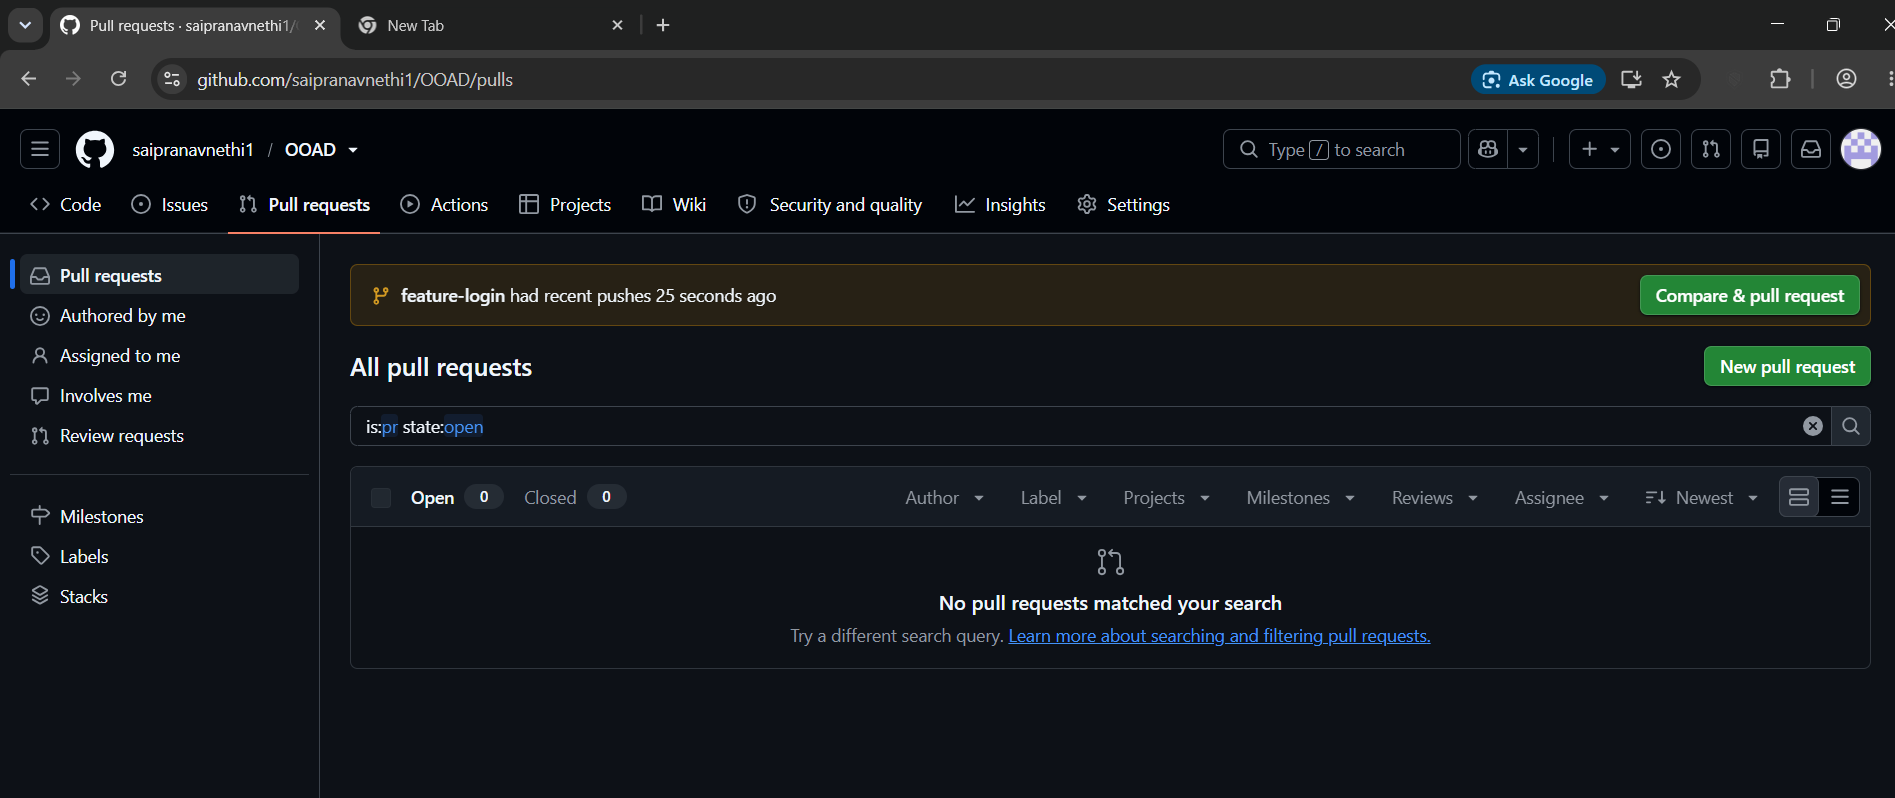 Pull requests · saipranavnethi1/
New Tab
github.com/saipranavnethi1/OOAD/pulls
Ask Google
saipranavnethi1 / OOAD
Type / to search
Code
Issues
Pull requests
Actions
Projects
Wiki
Security and quality
Insights
Settings
Pull requests
Authored by me
Assigned to me
Involves me
Review requests
Milestones
Labels
Stacks
feature-login had recent pushes 25 seconds ago
Compare & pull request
All pull requests
New pull request
is:pr state:open
Open 0
Closed 0
Author
Label
Projects
Milestones
Reviews
Assignee
Newest
No pull requests matched your search
Try a different search query. Learn more about searching and filtering pull requests.